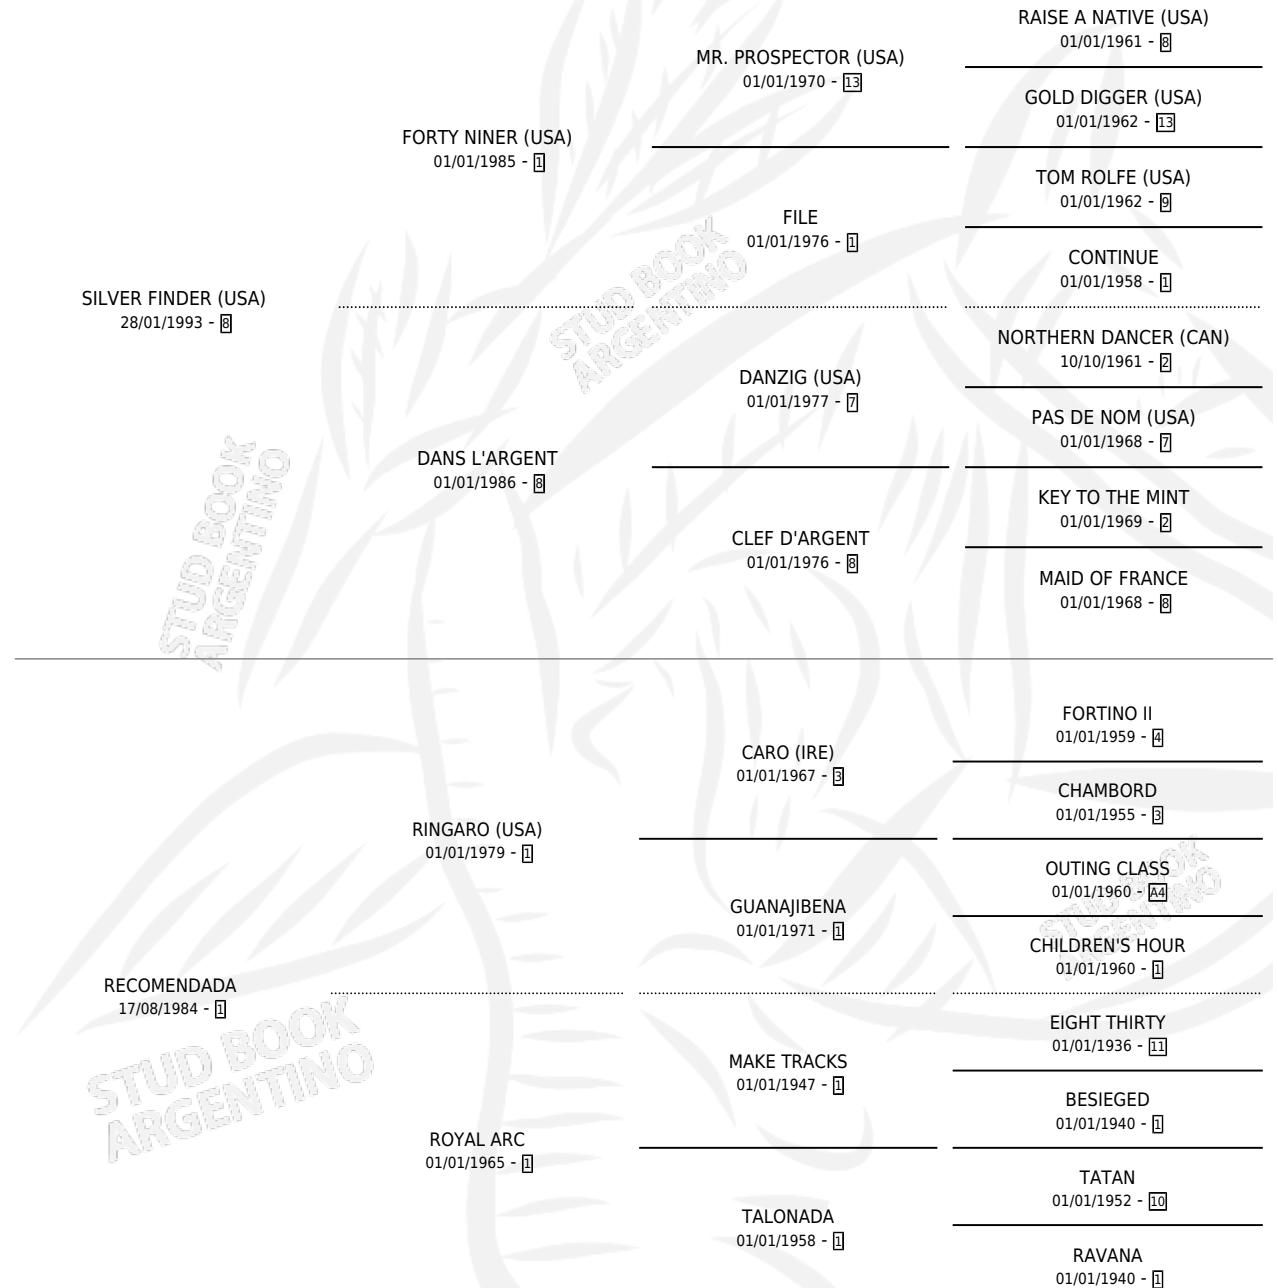 RAISE A NATIVE (USA)
01/01/1961 - 8
MR. PROSPECTOR (USA)
01/01/1970 - 13
GOLD DIGGER (USA)
01/01/1962 - 13
FORTY NINER (USA)
01/01/1985 - 1
TOM ROLFE (USA)
01/01/1962 - 9
FILE
01/01/1976 - 1
CONTINUE
01/01/1958 - 1
SILVER FINDER (USA)
28/01/1993 - 8
STUD BOOK
ARGENTINO
NORTHERN DANCER (CAN)
10/10/1961 - 2
DANZIG (USA)
01/01/1977 - 7
PAS DE NOM (USA)
01/01/1968 - 7
DANS L'ARGENT
01/01/1986 - 8
KEY TO THE MINT
01/01/1969 - 2
CLEF D'ARGENT
01/01/1976 - 8
MAID OF FRANCE
01/01/1968 - 8
STUD BOOK
ARGENTINO
FORTINO II
01/01/1959 - 4
CARO (IRE)
01/01/1967 - 3
CHAMBORD
01/01/1955 - 3
RINGARO (USA)
01/01/1979 - 1
OUTING CLASS
01/01/1960 - A4
GUANAJIBENA
01/01/1971 - 1
STUD BOOK
ARGENTINO
CHILDREN'S HOUR
01/01/1960 - 1
RECOMENDADA
17/08/1984 - 1
EIGHT THIRTY
01/01/1936 - 11
MAKE TRACKS
01/01/1947 - 1
STUD BOOK
ARGENTINO
BESIEGED
01/01/1940 - 1
ROYAL ARC
01/01/1965 - 1
TATAN
01/01/1952 - 10
TALONADA
01/01/1958 - 1
RAVANA
01/01/1940 - 1